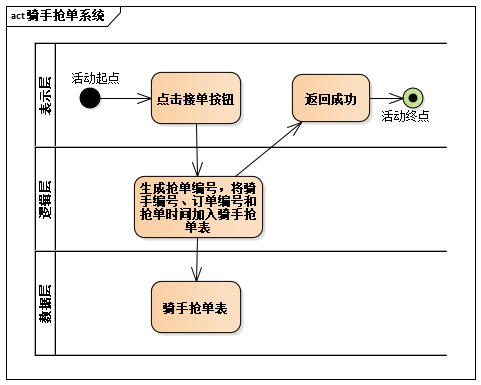 act 骑手抢单系统
表示层
活动起点
点击接单按钮
返回成功
活动终点
逻辑层
生成抢单编号，将骑
手编号、订单编号和
抢单时间加入骑手抢
单表
数据层
骑手抢单表